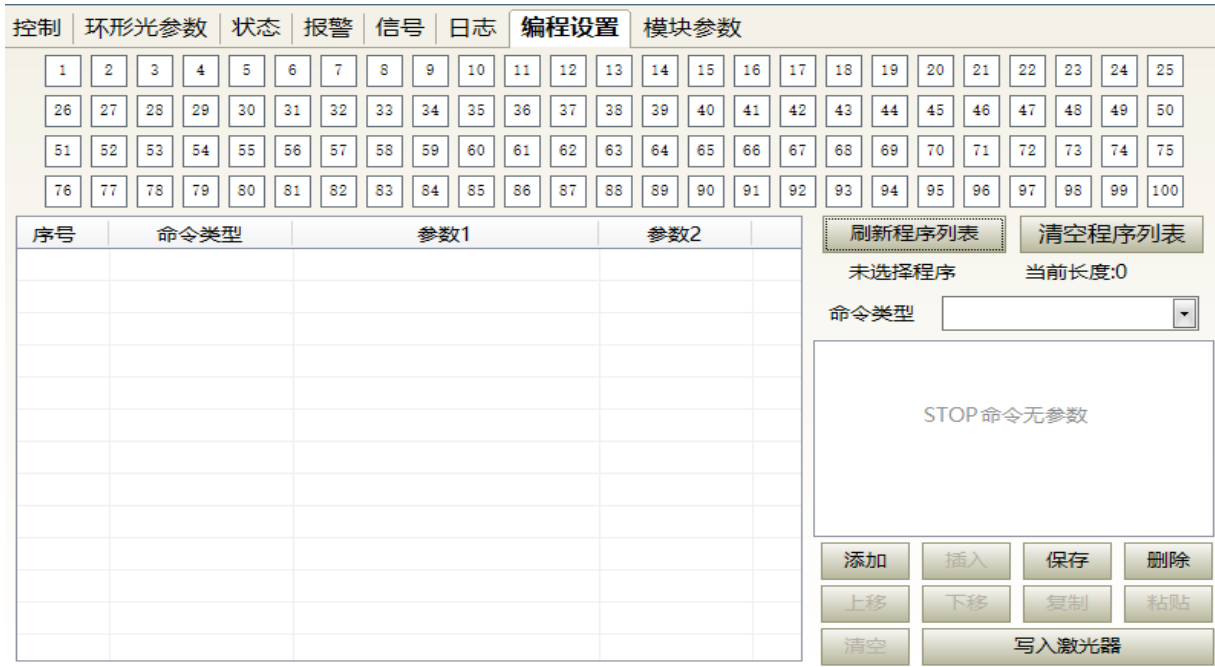 控制 环形光参数 状态 报警 信号 日志 编程设置 模块参数
1 2 3 4 5 6 7 8 9 10 11 12 13 14 15 16 17 18 19 20 21 22 23 24 25
26 27 28 29 30 31 32 33 34 35 36 37 38 39 40 41 42 43 44 45 46 47 48 49 50
51 52 53 54 55 56 57 58 59 60 61 62 63 64 65 66 67 68 69 70 71 72 73 74 75
76 77 78 79 80 81 82 83 84 85 86 87 88 89 90 91 92 93 94 95 96 97 98 99 100
序号 命令类型 参数1 参数2
刷新程序列表 清空程序列表
未选择程序 当前长度:0
命令类型
STOP命令无参数
添加 插入 保存 删除
上移 下移 复制 粘贴
清空 写入激光器